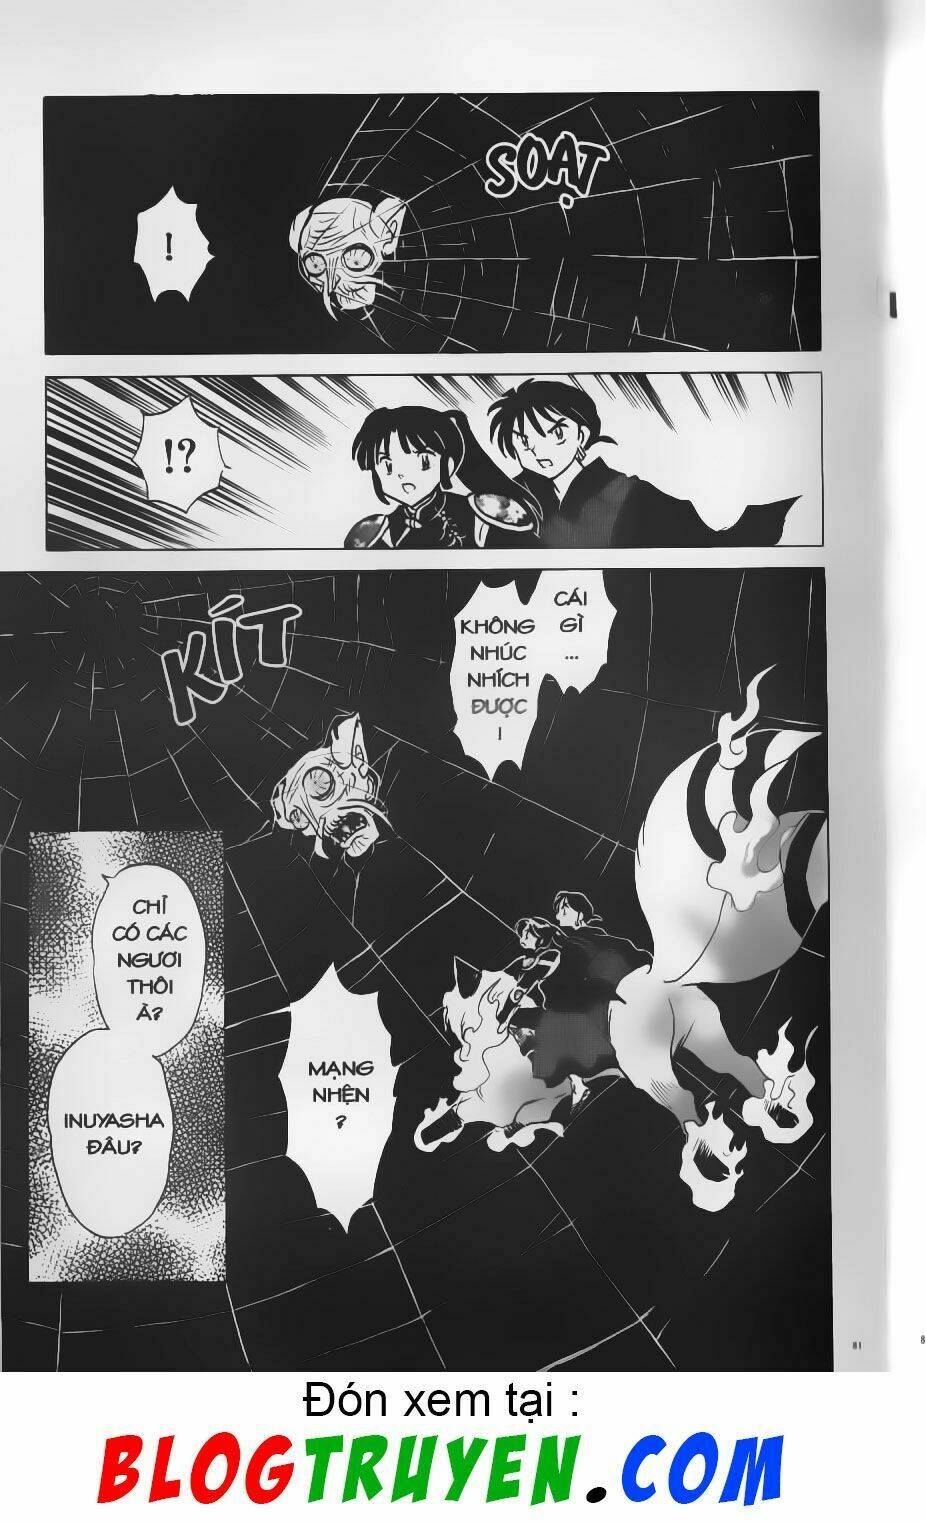 SOẠT
!
!?
CÁI
GÌ
...
KHÔNG
NHÚC
NHÍCH
ĐƯỢC
!
KÍT
CHỈ
CÓ CÁC
NGƯƠI
THÔI
À?
INUYASHA
ĐÂU?
MẠNG
NHỆN
?
81
8
Đón xem tại :
BLOGTRUYEN.COM